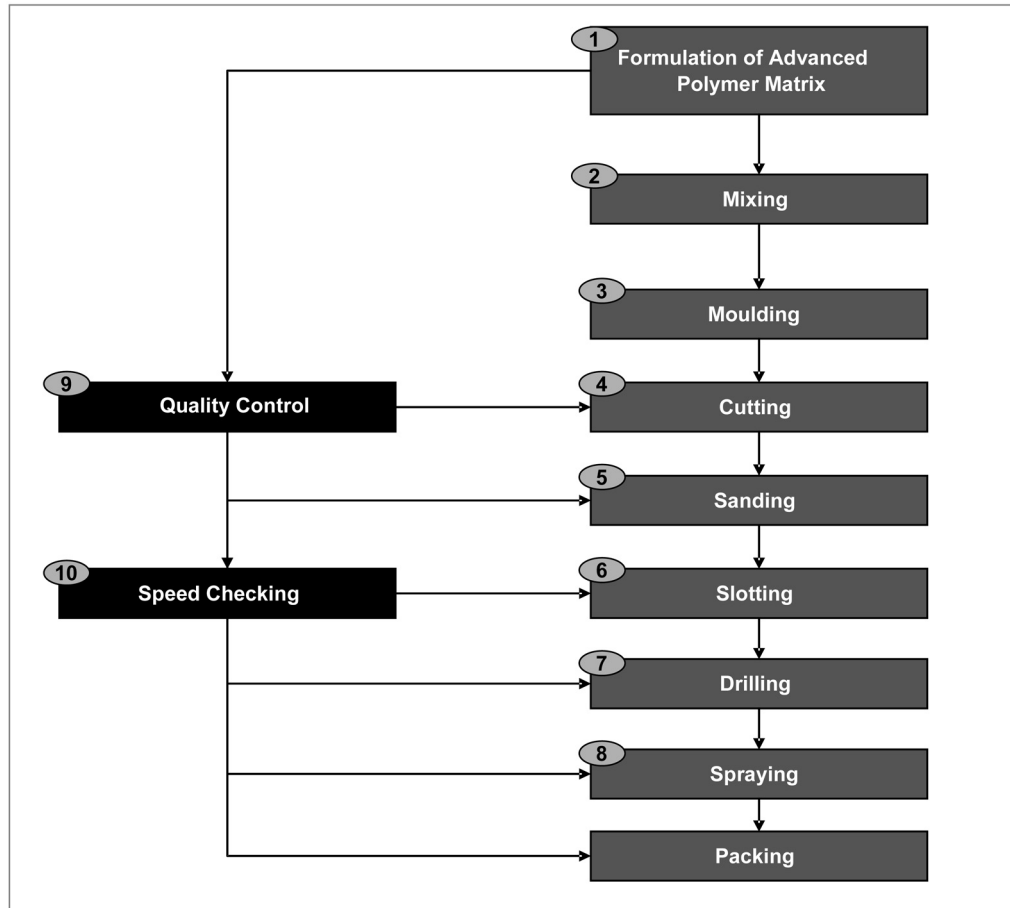 1
Formulation of Advanced
Polymer Matrix
2
Mixing
3
Moulding
9
Quality Control
4
Cutting
5
Sanding
10
Speed Checking
6
Slotting
7
Drilling
8
Spraying
Packing